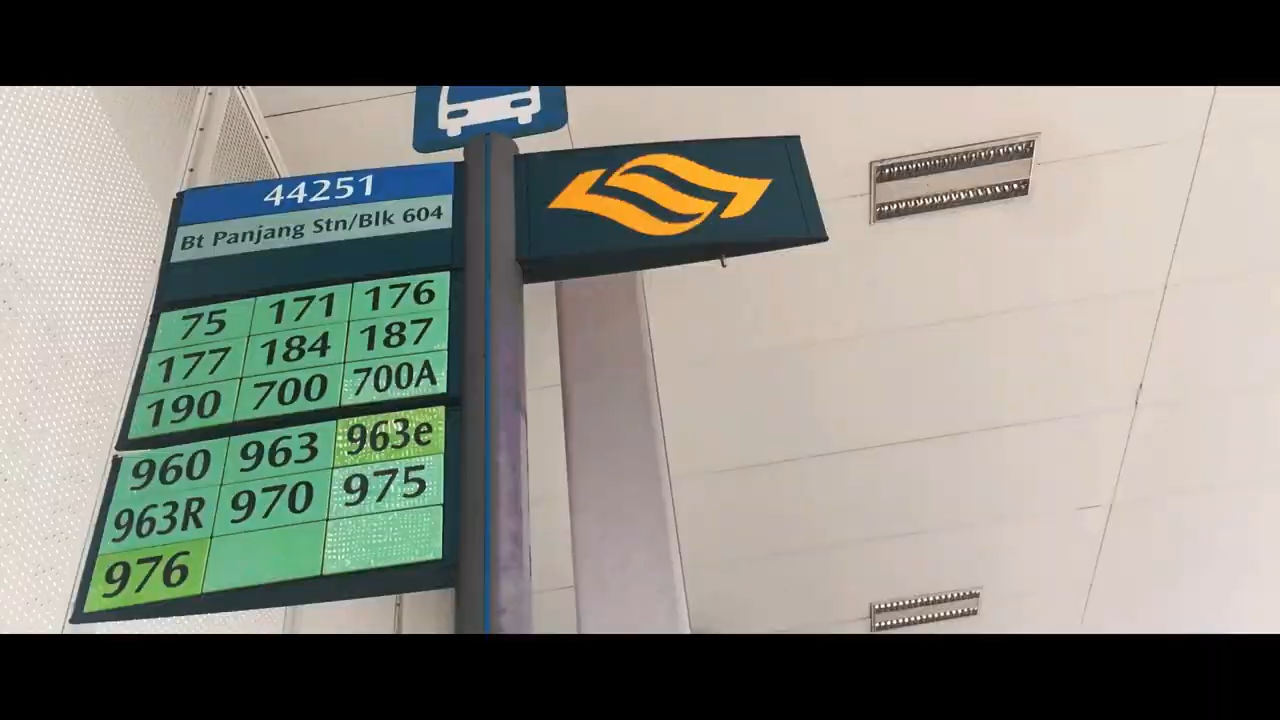 44251
Bt Panjang Stn/Blk 604
75 171 176
177 184 187
190 700 700A
960 963 963e
963R 970 975
976